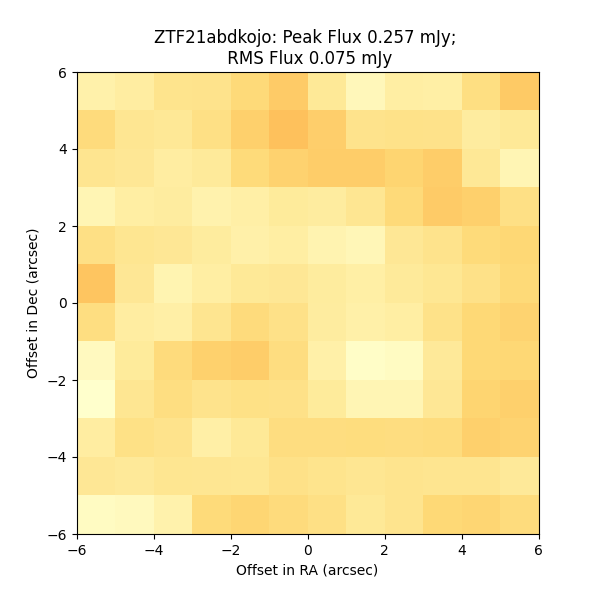 ZTF21abdkojo: Peak Flux 0.257 mJy;
RMS Flux 0.075 mJy
6
4
2
0
−2
−4
−6
Offset in Dec (arcsec)
−6 −4 −2 0 2 4 6
Offset in RA (arcsec)